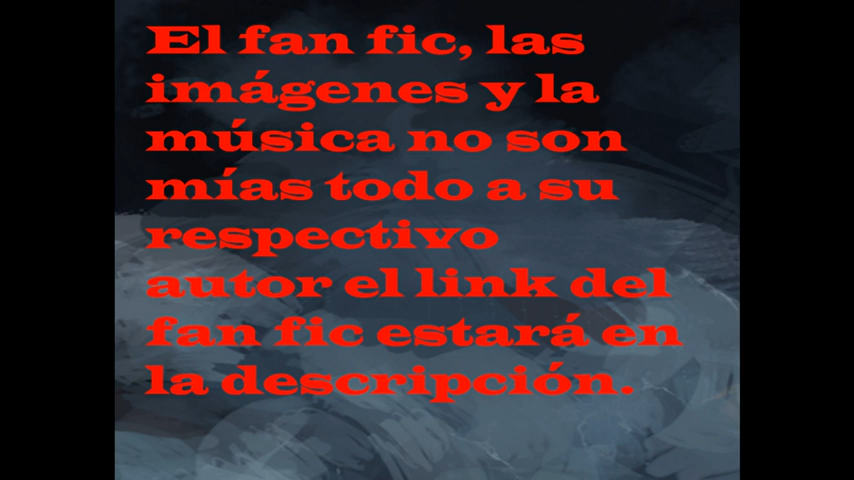 El fan fic, las
imágenes y la
música no son
mías todo a su
respectivo
autor el link del
fan fic estará en
la descripción.